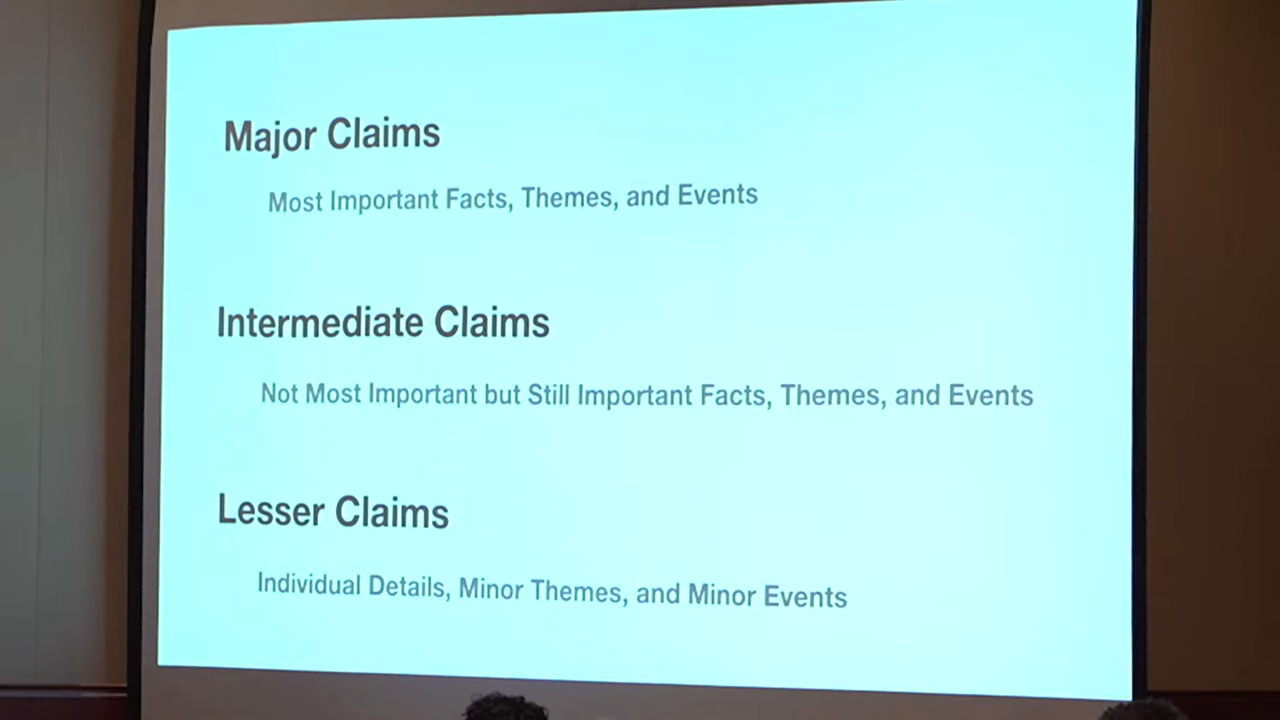 Major Claims
Most Important Facts, Themes, and Events
Intermediate Claims
Not Most Important but Still Important Facts, Themes, and Events
Lesser Claims
Individual Details, Minor Themes, and Minor Events